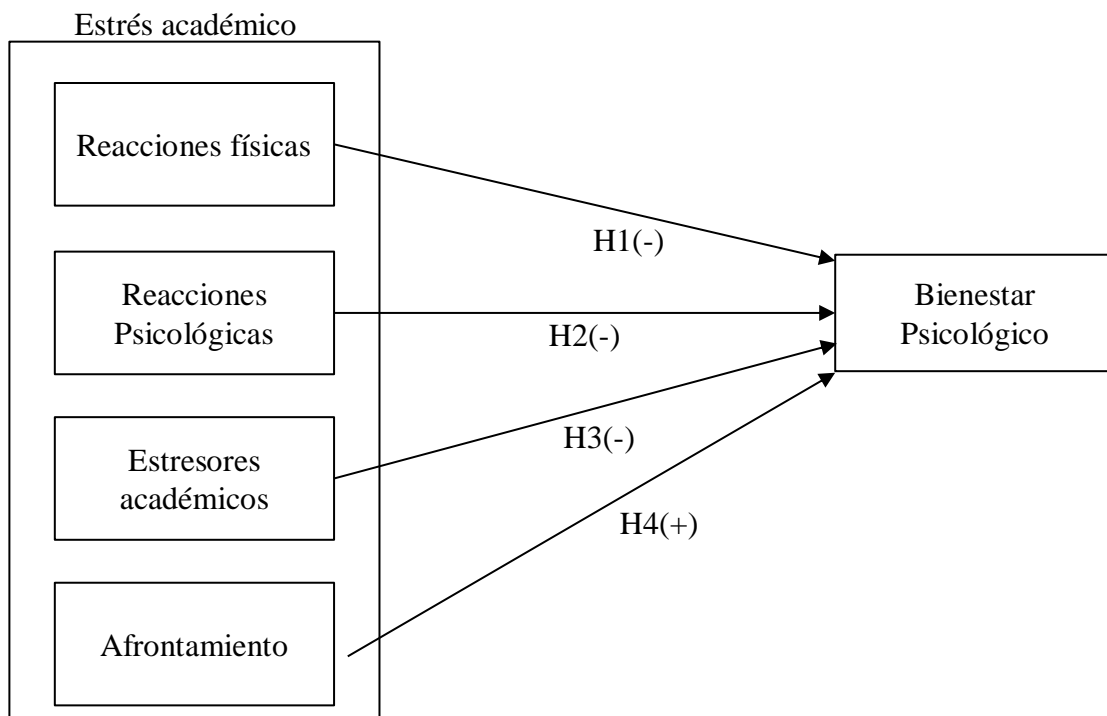 Estrés académico
Reacciones físicas
H1(-)
Reacciones
Psicológicas
H2(-)
Bienestar
Psicológico
Estresores
académicos
H3(-)
H4(+)
Afrontamiento